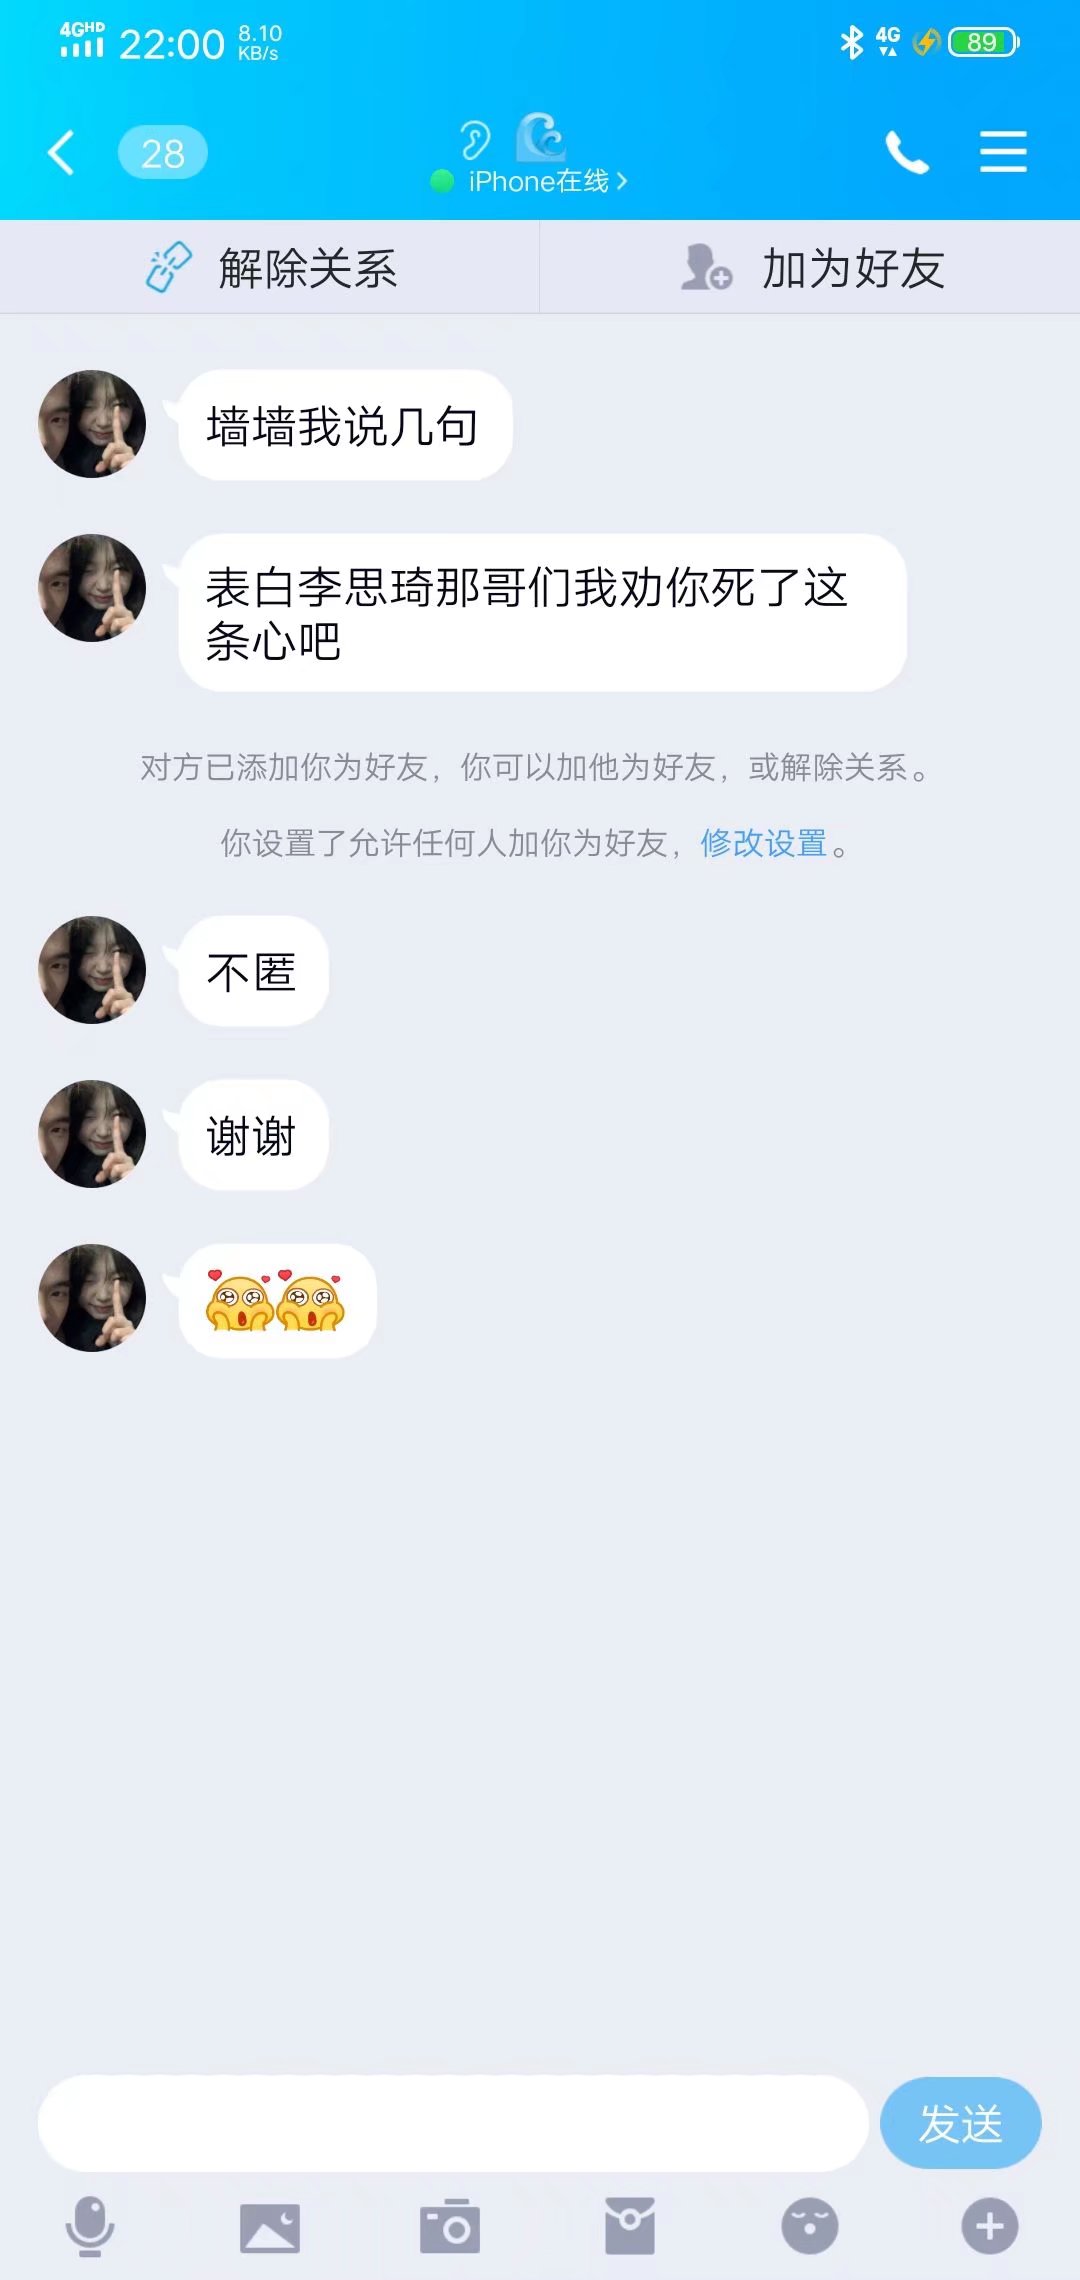 4GHD 22:00 8.10 KB/s 4G 89
28
iPhone在线
解除关系 加为好友
墙墙我说几句
表白李思琦那哥们我劝你死了这
条心吧
对方已添加你为好友，你可以加他为好友，或解除关系。
你设置了允许任何人加你为好友，修改设置。
不匿
谢谢
发送